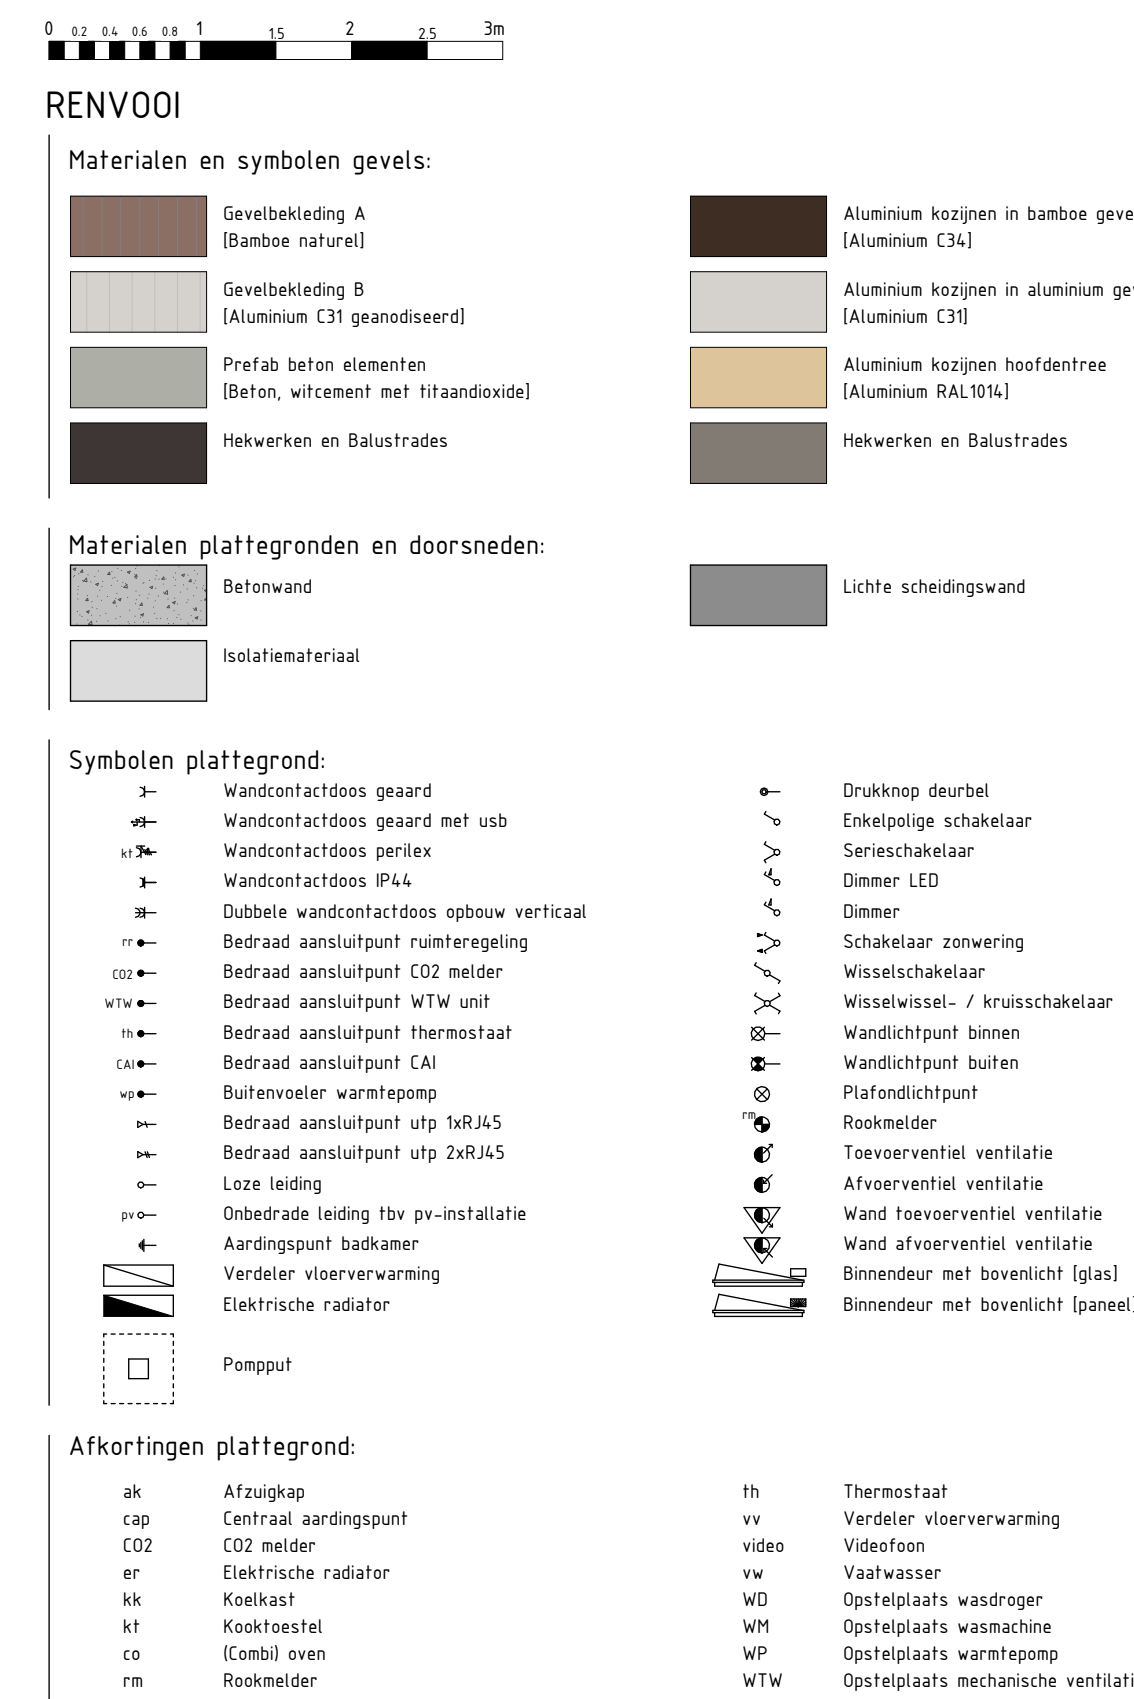 0 0.2 0.4 0.6 0.8 1 1.5 2 2.5 3m
RENVOOI
Materialen en symbolen gevels:
Gevelbekleding A
[Bamboe naturel]
Gevelbekleding B
[Aluminium C31 geanodiseerd]
Prefab beton elementen
[Beton, witcement met titaandioxide]
Hekwerken en Balustrades
Aluminium kozijnen in bamboe geve
[Aluminium C34]
Aluminium kozijnen in aluminium ge
[Aluminium C31]
Aluminium kozijnen hoofdentree
[Aluminium RAL1014]
Hekwerken en Balustrades
Materialen plattegronden en doorsneden:
Betonwand
Isolatiemateriaal
Lichte scheidingswand
Symbolen plattegrond:
Wandcontactdoos geaard
Wandcontactdoos geaard met usb
kt Wandcontactdoos perilex
Wandcontactdoos IP44
Dubbele wandcontactdoos opbouw verticaal
rr Bedraad aansluitpunt ruimteregeling
CO2 Bedraad aansluitpunt CO2 melder
WTW Bedraad aansluitpunt WTW unit
th Bedraad aansluitpunt thermostaat
CAI Bedraad aansluitpunt CAI
wp Buitenvoeler warmtepomp
Bedraad aansluitpunt utp 1xRJ45
Bedraad aansluitpunt utp 2xRJ45
Loze leiding
pv Onbedrade leiding tbv pv-installatie
Aardingspunt badkamer
Verdeler vloerverwarming
Elektrische radiator
Pompput
Drukknop deurbel
Enkelpolige schakelaar
Serieschakelaar
Dimmer LED
Dimmer
Schakelaar zonwering
Wisselschakelaar
Wisselwissel- / kruisschakelaar
Wandlichtpunt binnen
Wandlichtpunt buiten
Plafondlichtpunt
rm Rookmelder
Toevoerventiel ventilatie
Afvoerventiel ventilatie
Wand toevoerventiel ventilatie
Wand afvoerventiel ventilatie
Binnendeur met bovenlicht [glas]
Binnendeur met bovenlicht [paneel]
Afkortingen plattegrond:
ak Afzuigkap
cap Centraal aardingspunt
CO2 CO2 melder
er Elektrische radiator
kk Koelkast
kt Kooktoestel
co (Combi) oven
rm Rookmelder
th Thermostaat
vv Verdeler vloerverwarming
video Videofoon
vw Vaatwasser
WD Opstelplaats wasdroger
WM Opstelplaats wasmachine
WP Opstelplaats warmtepomp
WTW Opstelplaats mechanische ventilati